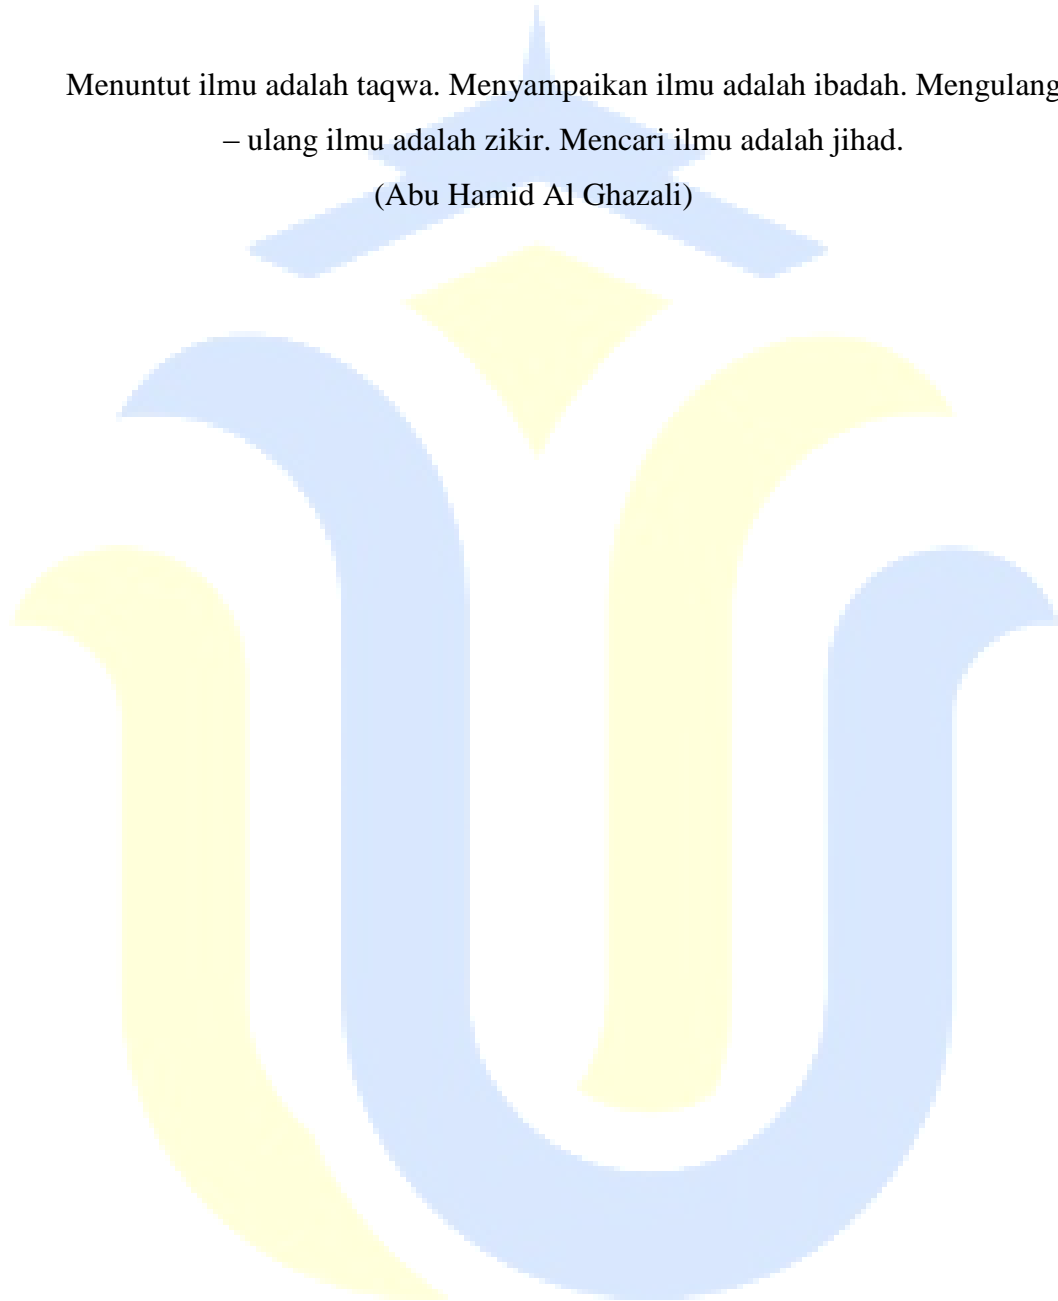 Menuntut ilmu adalah taqwa. Menyampaikan ilmu adalah ibadah. Mengulang
– ulang ilmu adalah zikir. Mencari ilmu adalah jihad.
(Abu Hamid Al Ghazali)